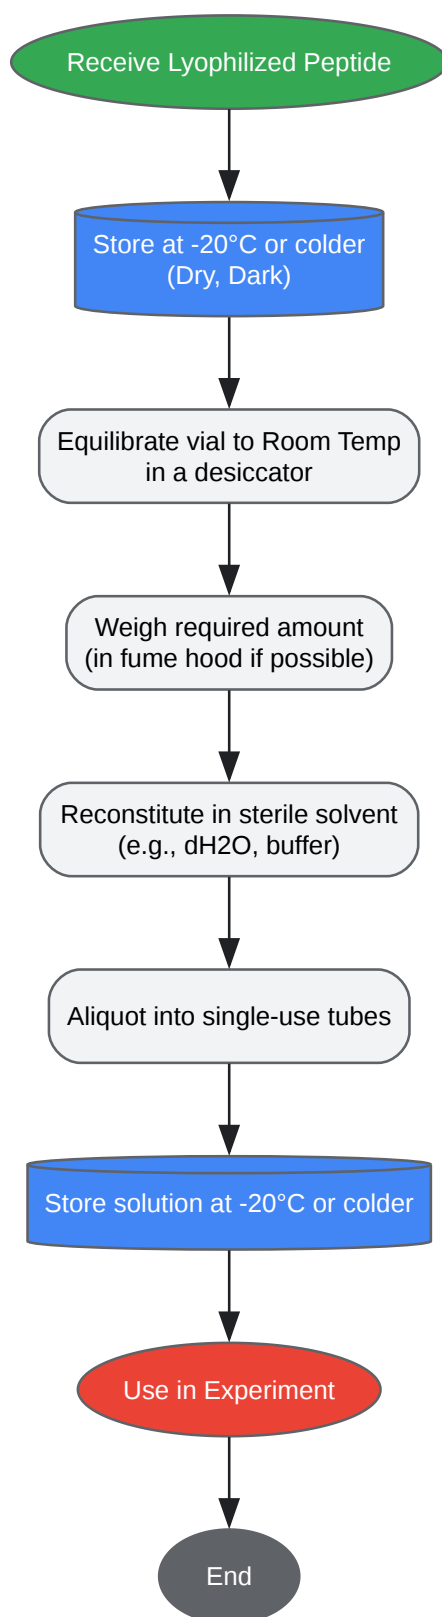 Receive Lyophilized Peptide
Store at -20°C or colder
(Dry, Dark)
Equilibrate vial to Room Temp
in a desiccator
Weigh required amount
(in fume hood if possible)
Reconstitute in sterile solvent
(e.g., dH2O, buffer)
Aliquot into single-use tubes
Store solution at -20°C or colder
Use in Experiment
End